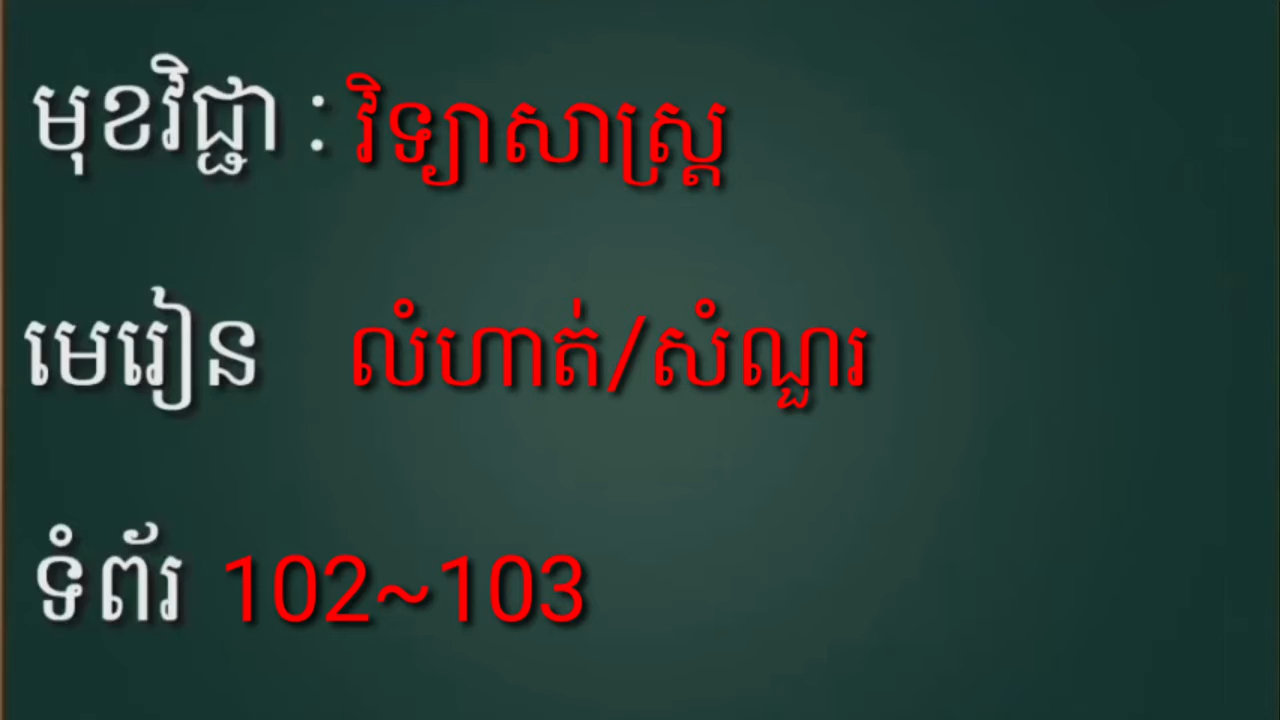 មុខវិជ្ជា : វិទ្យាសាស្ត្រ
មេរៀន លំហាត់/សំណួរ
ទំព័រ 102~103